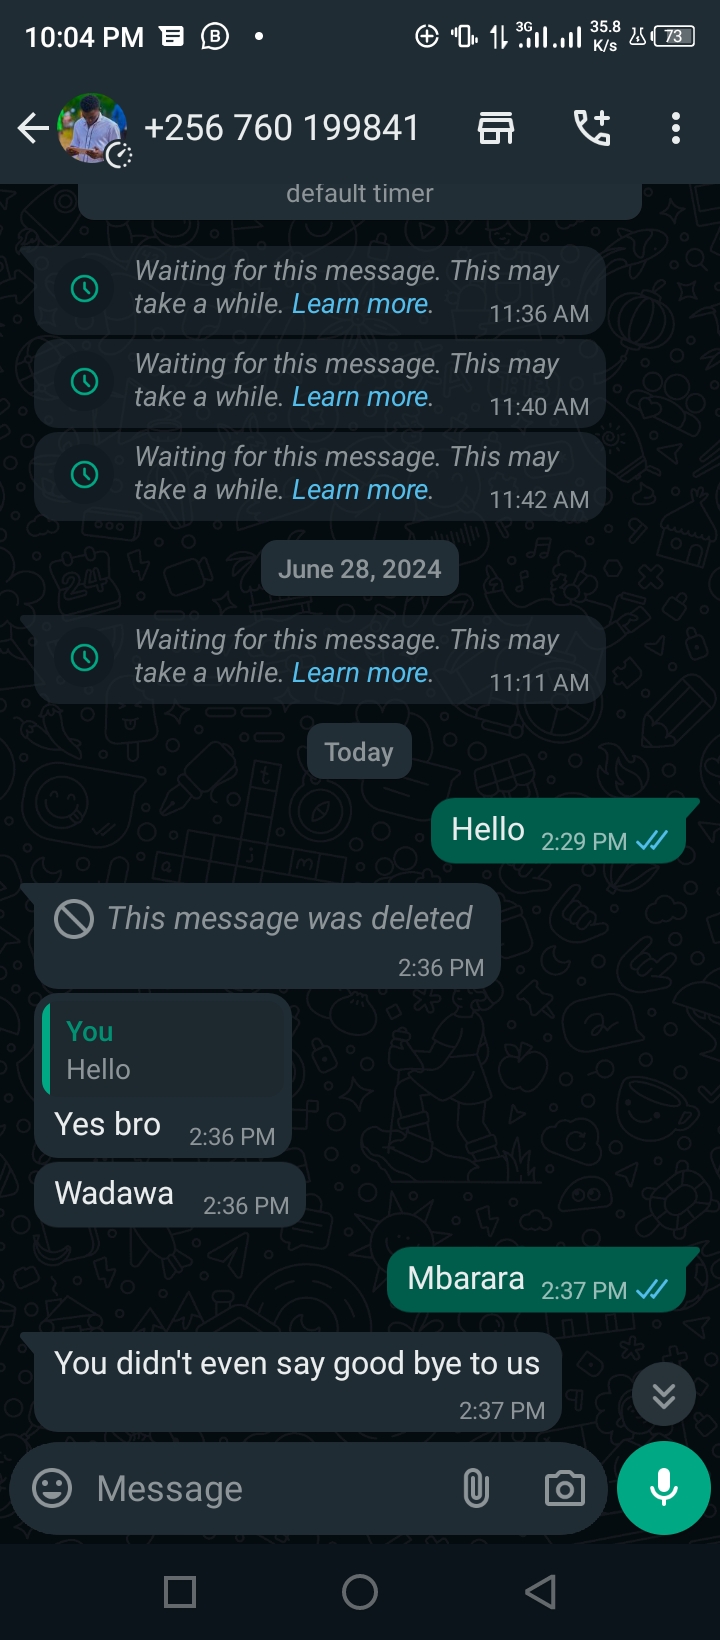 10:04 PM B 3G 35.8 K/s 73
+256 760 199841
default timer
Waiting for this message. This may
take a while. Learn more. 11:36 AM
Waiting for this message. This may
take a while. Learn more. 11:40 AM
Waiting for this message. This may
take a while. Learn more. 11:42 AM
June 28, 2024
Waiting for this message. This may
take a while. Learn more. 11:11 AM
Today
Hello 2:29 PM
This message was deleted
2:36 PM
You
Hello
Yes bro 2:36 PM
Wadawa 2:36 PM
Mbarara 2:37 PM
You didn't even say good bye to us
2:37 PM
Message